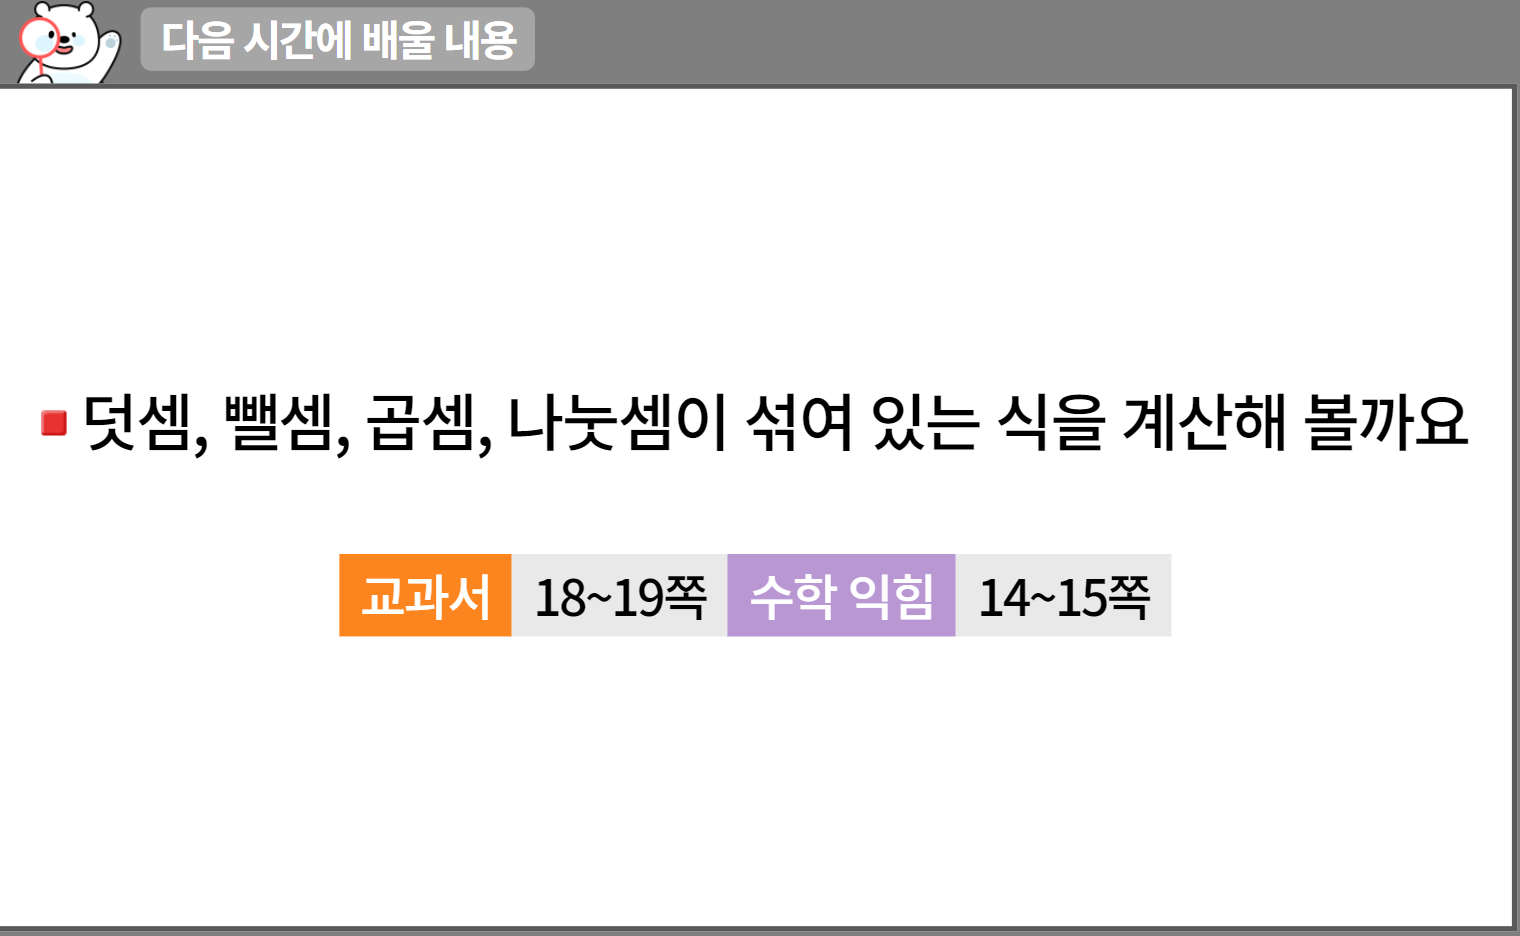 다음 시간에 배울 내용
덧셈, 뺄셈, 곱셈, 나눗셈이 섞여 있는 식을 계산해 볼까요
교과서 18~19쪽 수학 익힘 14~15쪽